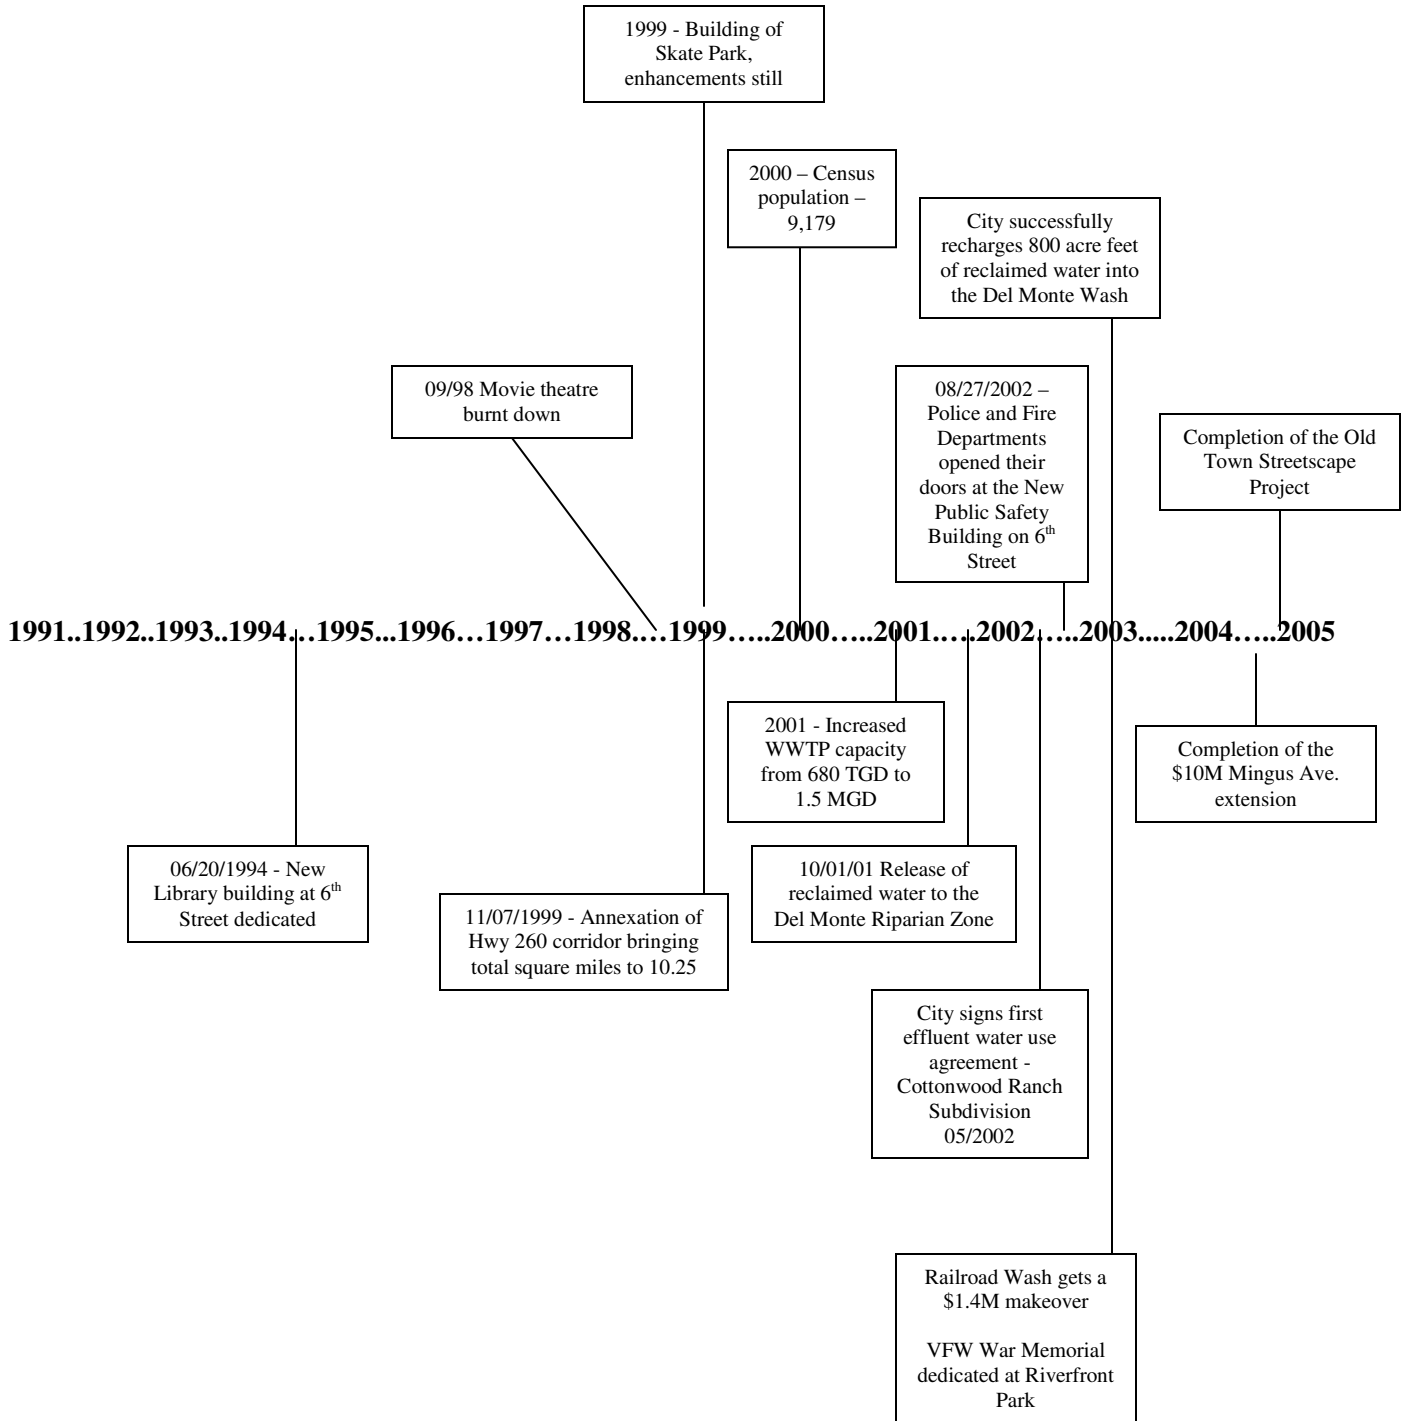 1999 - Building of
Skate Park,
enhancements still
2000 – Census
population –
9,179
City successfully
recharges 800 acre feet
of reclaimed water into
the Del Monte Wash
09/98 Movie theatre
burnt down
08/27/2002 –
Police and Fire
Departments
opened their
doors at the New
Public Safety
Building on 6th
Street
Completion of the Old
Town Streetscape
Project
1991..1992..1993..1994…1995...1996…1997…1998.…1999…..2000…..2001.….2002…..2003.....2004…..2005
2001 - Increased
WWTP capacity
from 680 TGD to
1.5 MGD
Completion of the
$10M Mingus Ave.
extension
06/20/1994 - New
Library building at 6th
Street dedicated
11/07/1999 - Annexation of
Hwy 260 corridor bringing
total square miles to 10.25
10/01/01 Release of
reclaimed water to the
Del Monte Riparian Zone
City signs first
effluent water use
agreement -
Cottonwood Ranch
Subdivision
05/2002
Railroad Wash gets a
$1.4M makeover
VFW War Memorial
dedicated at Riverfront
Park